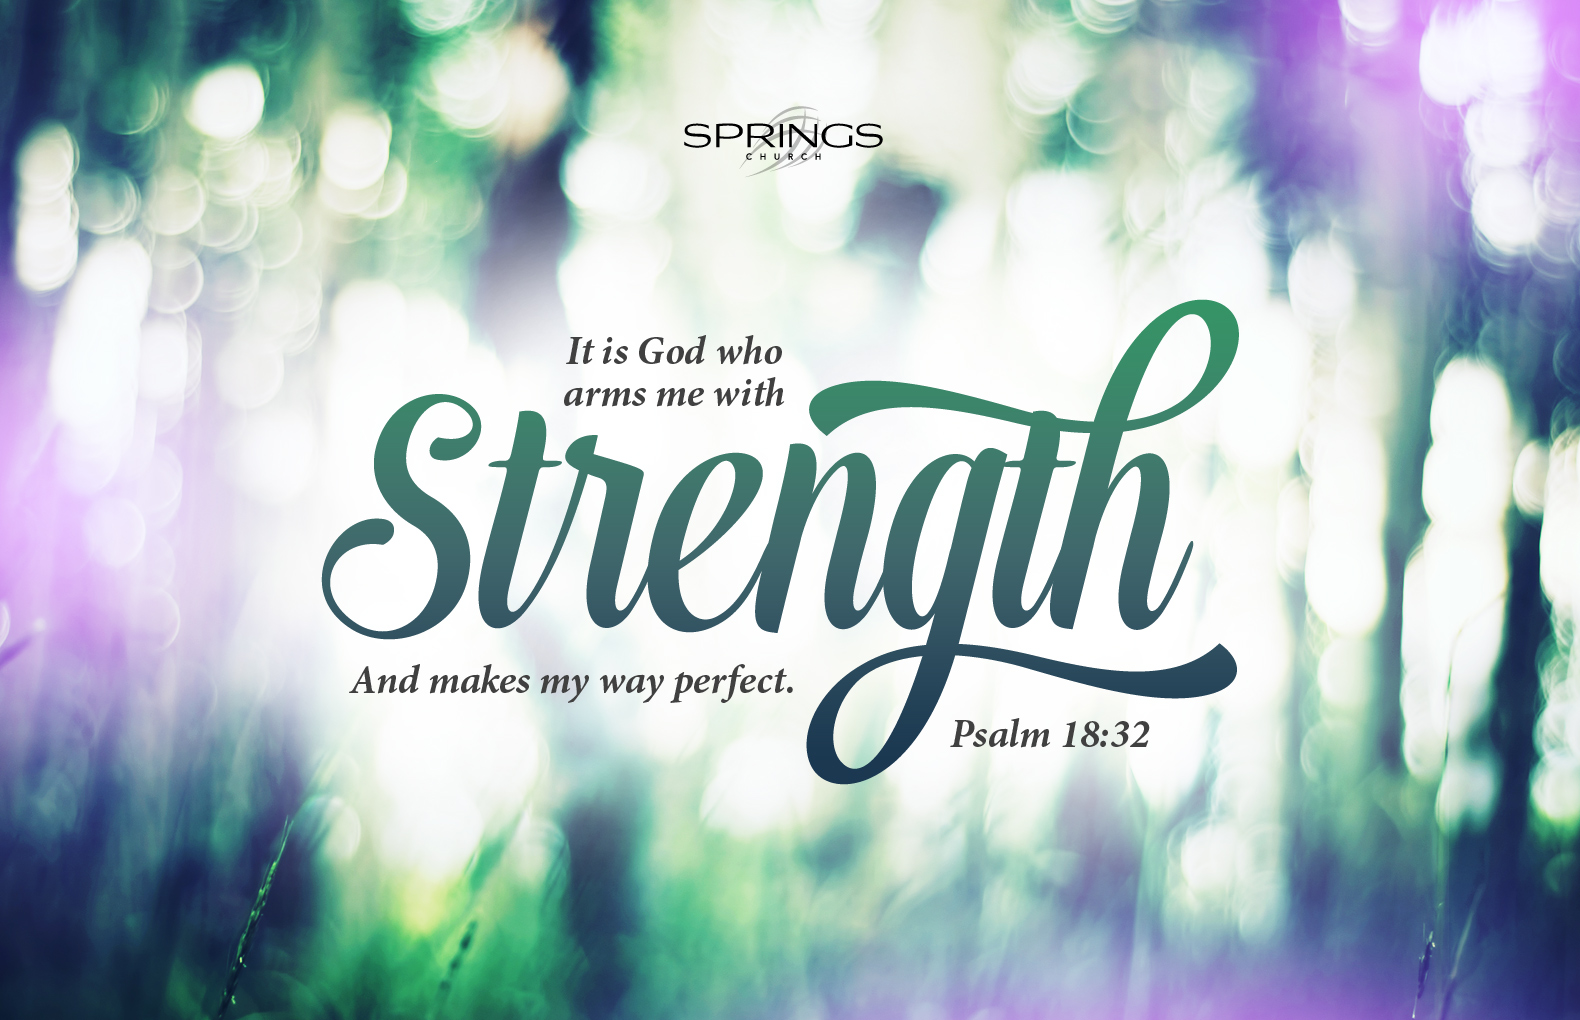 SPRINGS
CHURCH
It is God who
arms me with
Strength
And makes my way perfect.
Psalm 18:32